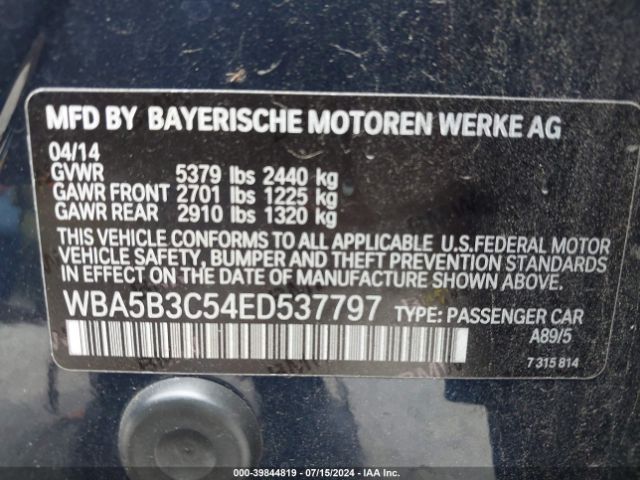 MFD BY BAYERISCHE MOTOREN WERKE AG
04/14
GVWR 5379 lbs 2440 kg
GAWR FRONT 2701 lbs 1225 kg
GAWR REAR 2910 lbs 1320 kg
THIS VEHICLE CONFORMS TO ALL APPLICABLE U.S.FEDERAL MOTOR
VEHICLE SAFETY, BUMPER AND THEFT PREVENTION STANDARDS
IN EFFECT ON THE DATE OF MANUFACTURE SHOWN ABOVE.
WBA5B3C54ED537797 TYPE: PASSENGER CAR
A89/5
7 315 814
000-39844819 - 07/15/2024 - IAA Inc.